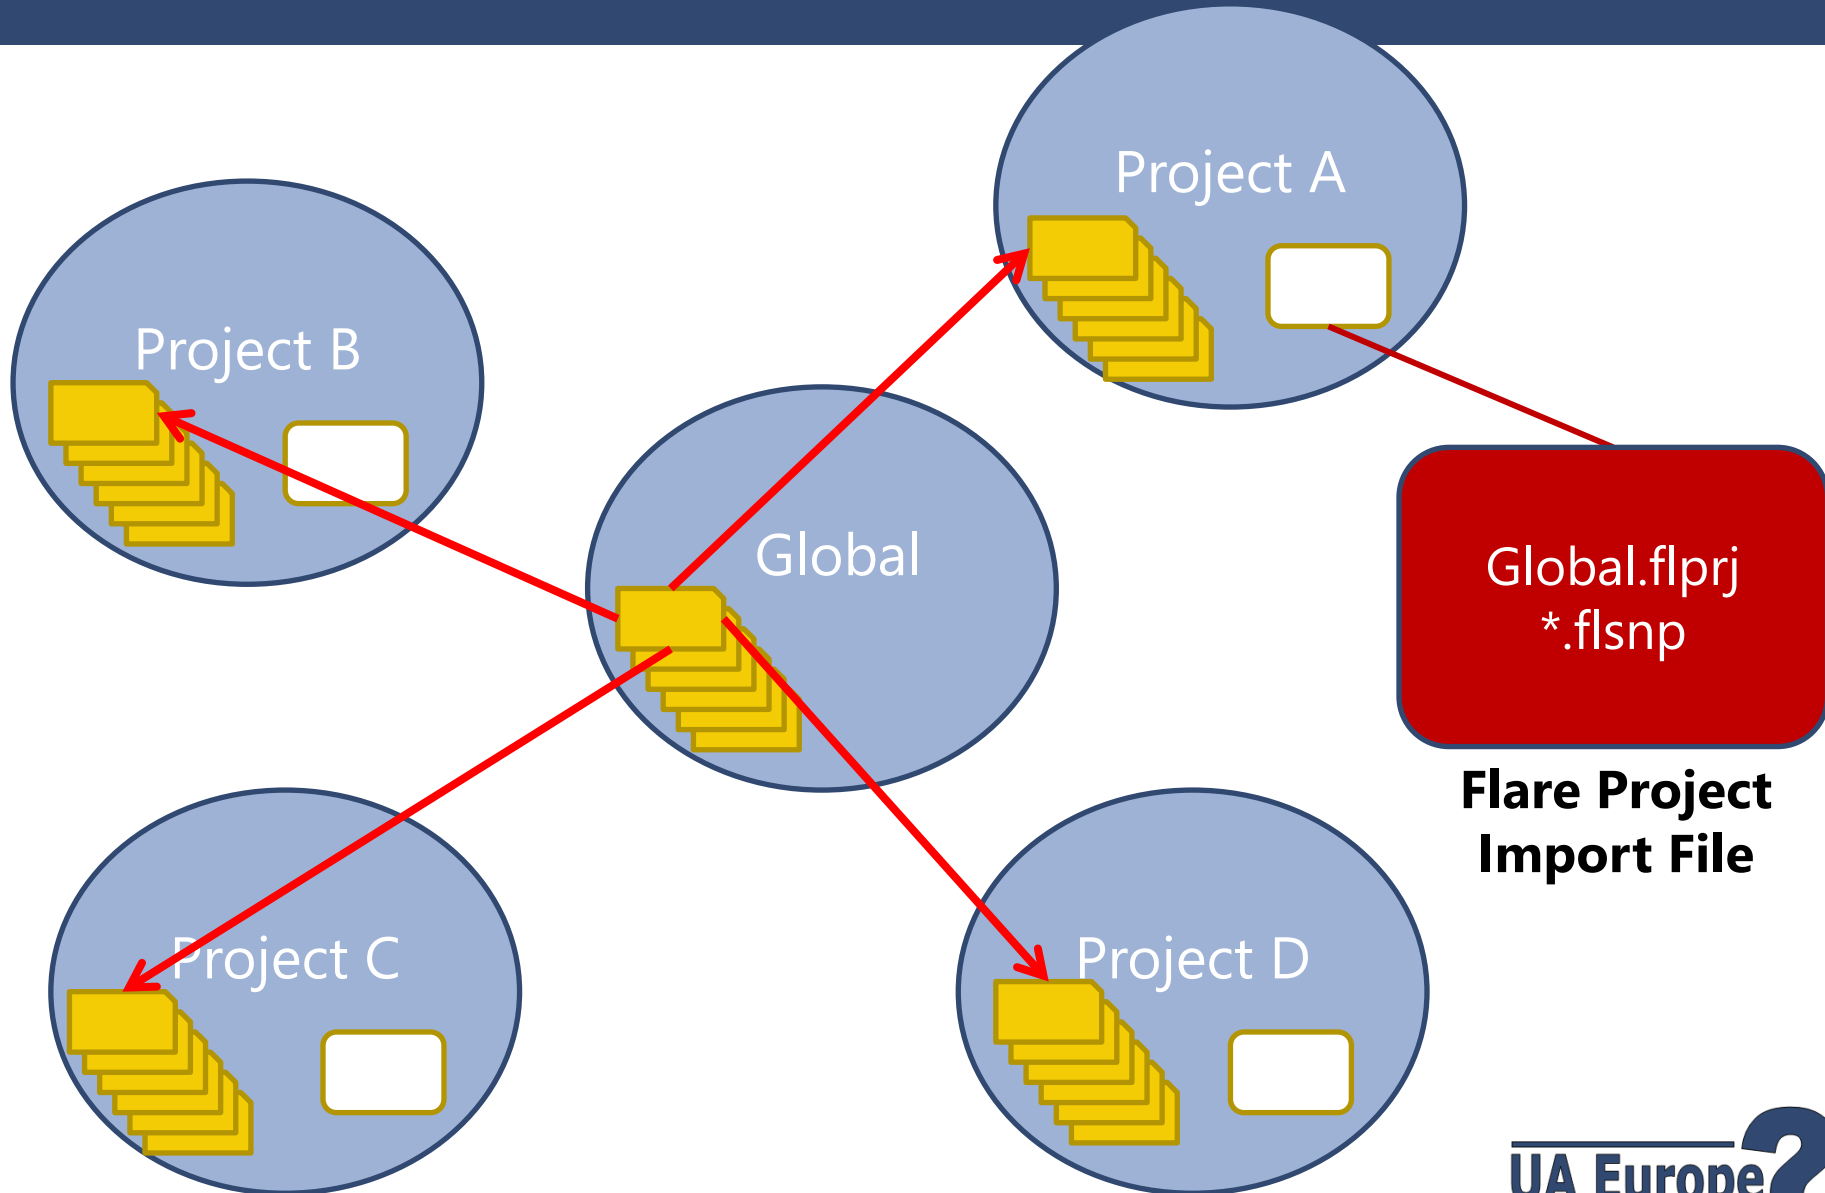 Project A
Project B
Global
Global.flprj
*.flsnp
Flare Project
Import File
Project C
Project D
UA Europe